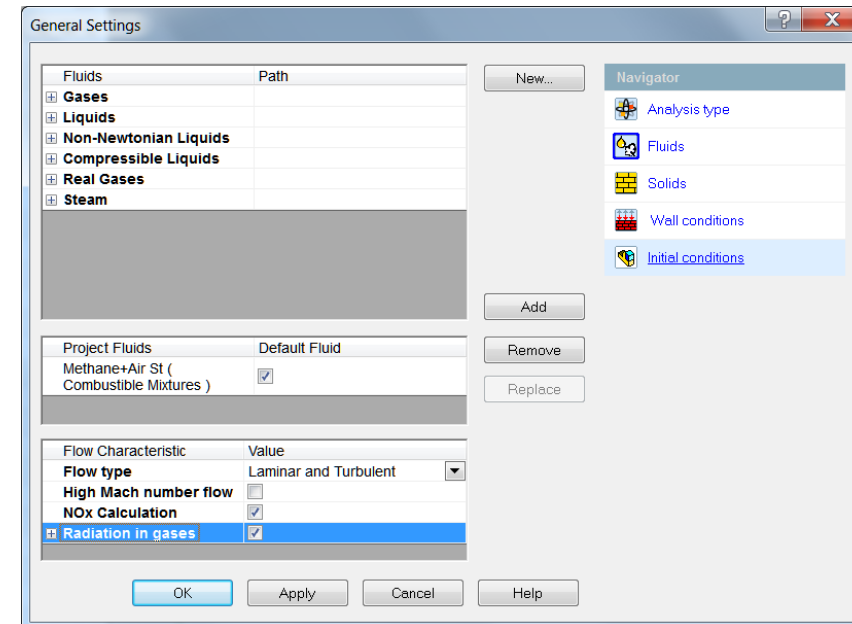 General Settings
Fluids Path
Gases
Liquids
Non-Newtonian Liquids
Compressible Liquids
Real Gases
Steam
New...
Add
Remove
Replace
Project Fluids Default Fluid
Methane+Air St (
Combustible Mixtures )
Flow Characteristic Value
Flow type Laminar and Turbulent
High Mach number flow
NOx Calculation
Radiation in gases
OK Apply Cancel Help
Navigator
Analysis type
Fluids
Solids
Wall conditions
Initial conditions